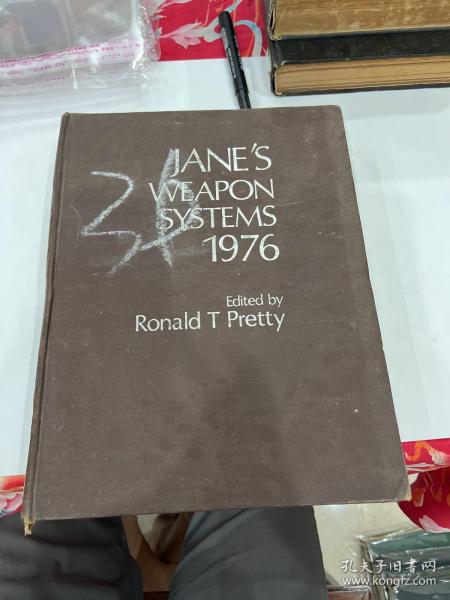 JANE'S
WEAPON
SYSTEMS
1976
Edited by
Ronald T Pretty
孔夫子旧书网
www.kongfz.com